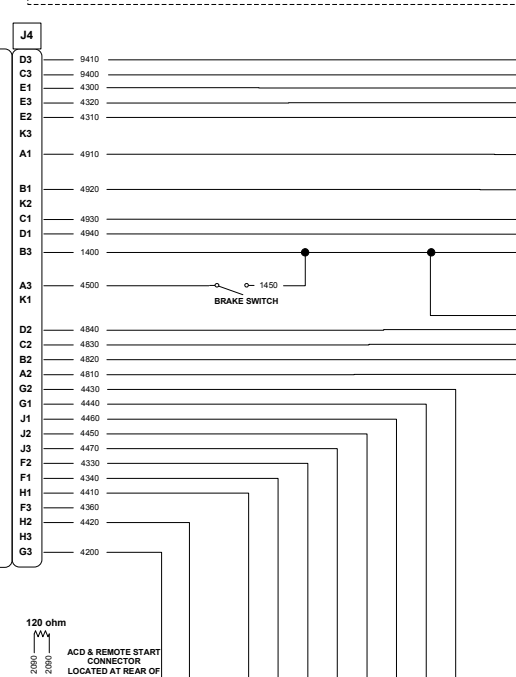 J4
D3 9410
C3 9400
E1 4300
E3 4320
E2 4310
K3
A1 4910
B1 4920
K2
C1 4930
D1 4940
B3 1400
A3 4500 1450
K1
BRAKE SWITCH
D2 4840
C2 4830
B2 4820
A2 4810
G2 4430
G1 4440
J1 4460
J2 4450
J3 4470
F2 4330
F1 4340
H1 4410
F3 4360
H2 4420
H3
G3 4200
120 ohm
2090
2080
ACD & REMOTE START
CONNECTOR
LOCATED AT REAR OF